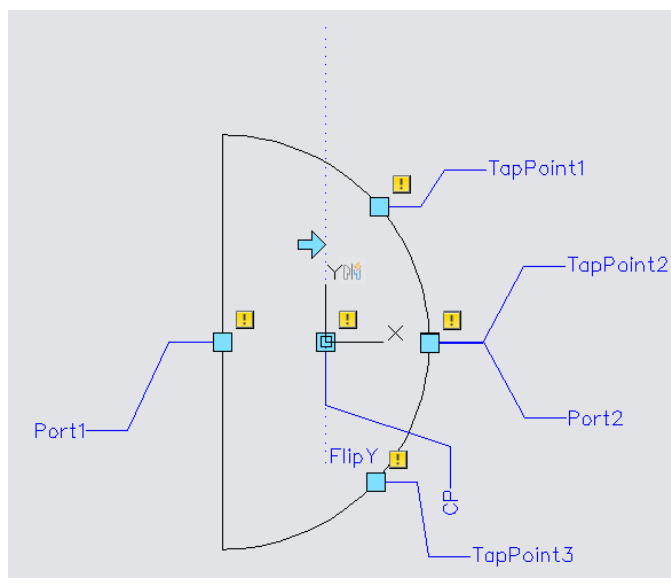 TapPoint1
TapPoint2
Y
X
Port1
Port2
FlipY
CP
TapPoint3